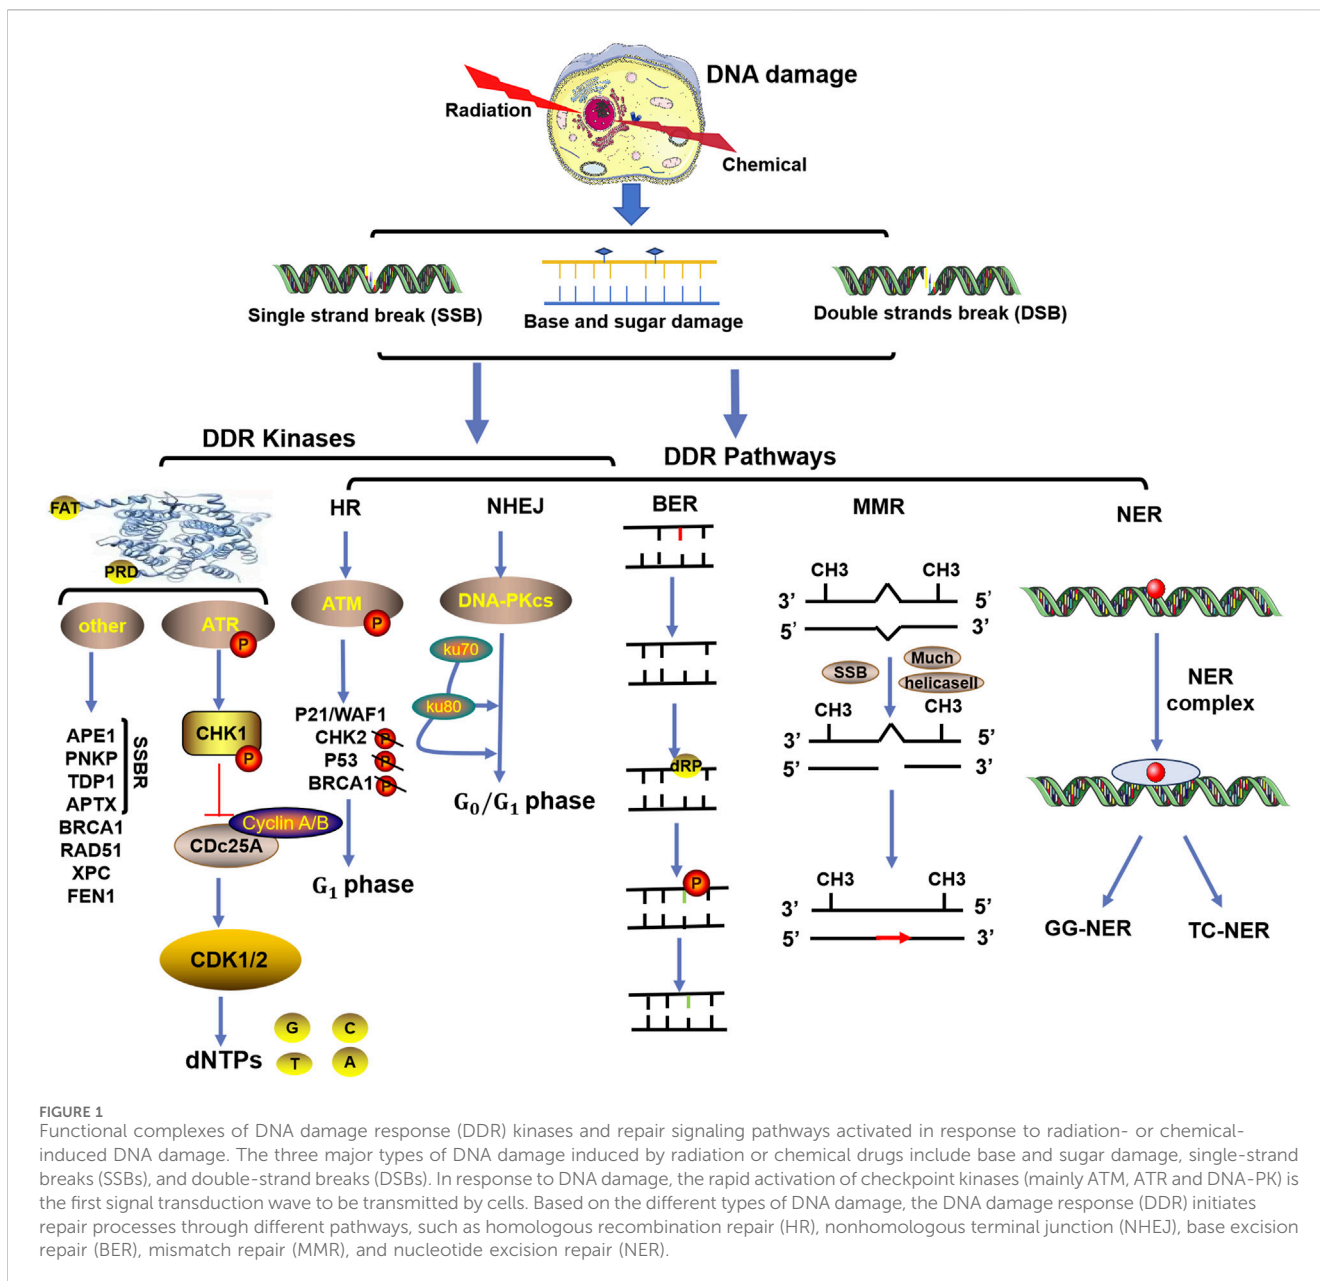 DNA damage
Radiation
Chemical
Single strand break (SSB)
Base and sugar damage
Double strands break (DSB)
DDR Kinases
DDR Pathways
HR
NHEJ
BER
MMR
NER
FAT
PRD
other
ATR
P
ATM
P
DNA-PKcs
ku70
ku80
APE1
PNKP
TDP1
APTX
SSBR
BRCA1
RAD51
XPC
FEN1
CHK1
P
Cyclin A/B
CDc25A
CDK1/2
dNTPs
G
C
T
A
P21/WAF1
CHK2 P
P53 P
BRCA1 P
G1 phase
G0/G1 phase
dRP
P
CH3 CH3
3’ 5’
5’ 3’
SSB
Much
helicasell
CH3 CH3
3’ 5’
5’ 3’
CH3 CH3
3’ 5’
5’ 3’
NER
complex
GG-NER
TC-NER
FIGURE 1
Functional complexes of DNA damage response (DDR) kinases and repair signaling pathways activated in response to radiation- or chemical-
induced DNA damage. The three major types of DNA damage induced by radiation or chemical drugs include base and sugar damage, single-strand
breaks (SSBs), and double-strand breaks (DSBs). In response to DNA damage, the rapid activation of checkpoint kinases (mainly ATM, ATR and DNA-PK) is
the first signal transduction wave to be transmitted by cells. Based on the different types of DNA damage, the DNA damage response (DDR) initiates
repair processes through different pathways, such as homologous recombination repair (HR), nonhomologous terminal junction (NHEJ), base excision
repair (BER), mismatch repair (MMR), and nucleotide excision repair (NER).